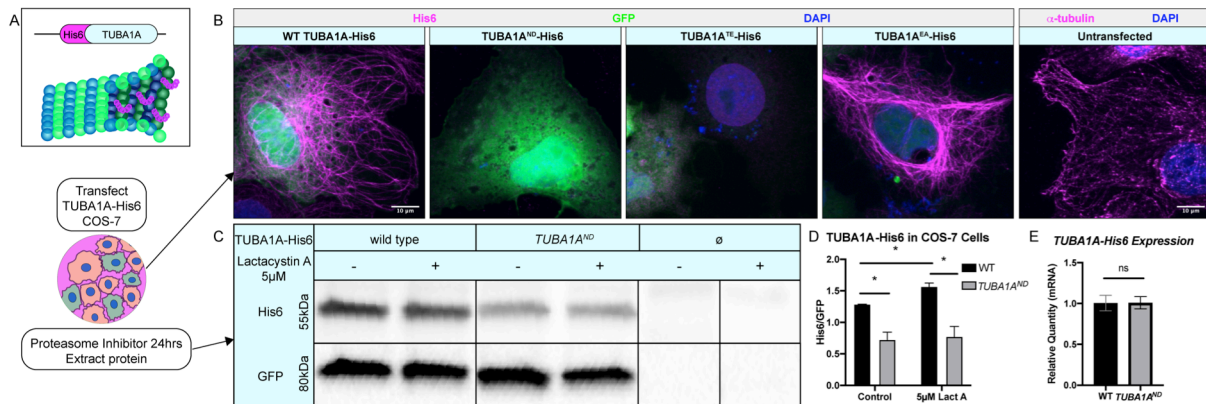 A
His6 TUBA1A
Transfect
TUBA1A-His6
COS-7
Proteasome Inhibitor 24hrs
Extract protein
B
His6 GFP DAPI
α-tubulin DAPI
WT TUBA1A-His6
TUBA1A^ND-His6
TUBA1A^TE-His6
TUBA1A^EA-His6
Untransfected
10 µm
10 µm
C
TUBA1A-His6 wild type TUBA1A^ND ø
Lactacystin A
5µM
- + - + - +
His6 55kDa
GFP 80kDa
D
TUBA1A-His6 in COS-7 Cells
*
*
*
WT
TUBA1A^ND
His6/GFP
2.0
1.5
1.0
0.5
0.0
Control 5µM Lact A
E
TUBA1A-His6 Expression
ns
Relative Quantity (mRNA)
1.5
1.0
0.5
0.0
WT TUBA1A^ND